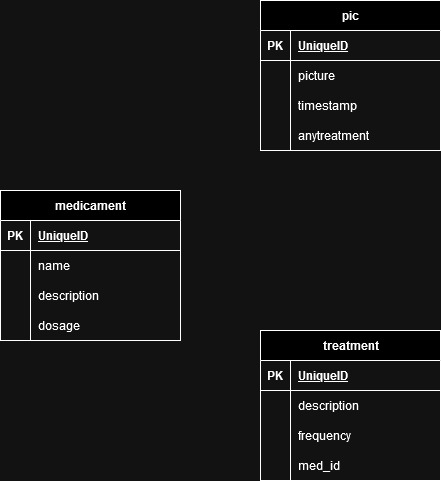 pic
PK UniqueID
picture
timestamp
anytreatment
medicament
PK UniqueID
name
description
dosage
treatment
PK UniqueID
description
frequency
med_id